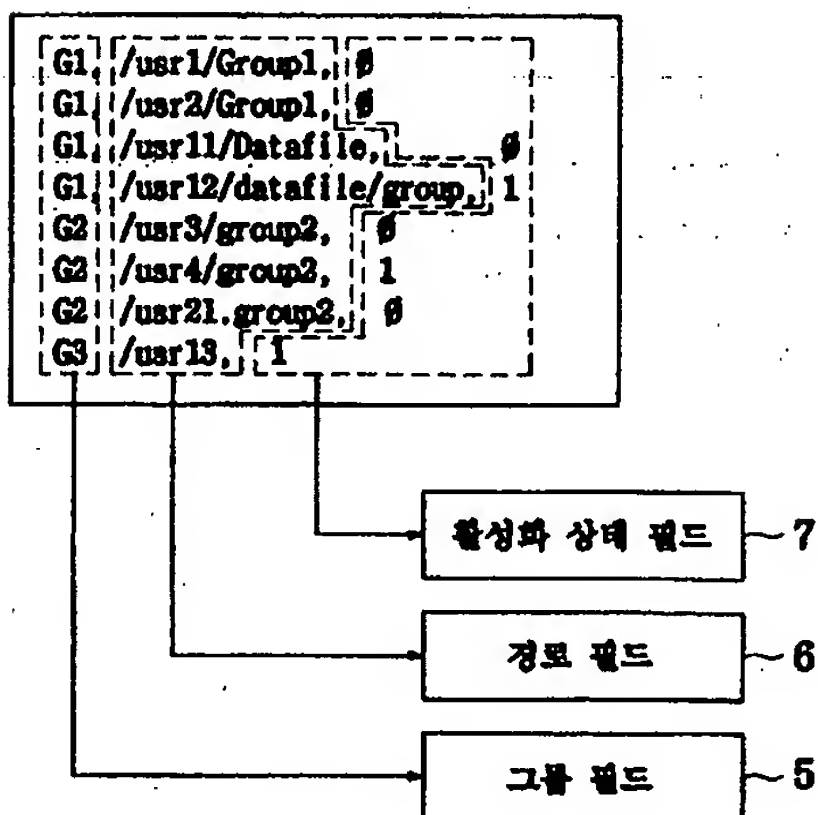 G1, /usr1/Group1, ∅
G1, /usr2/Group1, ∅
G1, /usr11/Datafile, ∅
G1, /usr12/datafile/group, 1
G2 /usr3/group2, ∅
G2 /usr4/group2, 1
G2 /usr21.group2, ∅
G3 /usr13, 1
활성화 상태 필드 ~ 7
경로 필드 ~ 6
그룹 필드 ~ 5